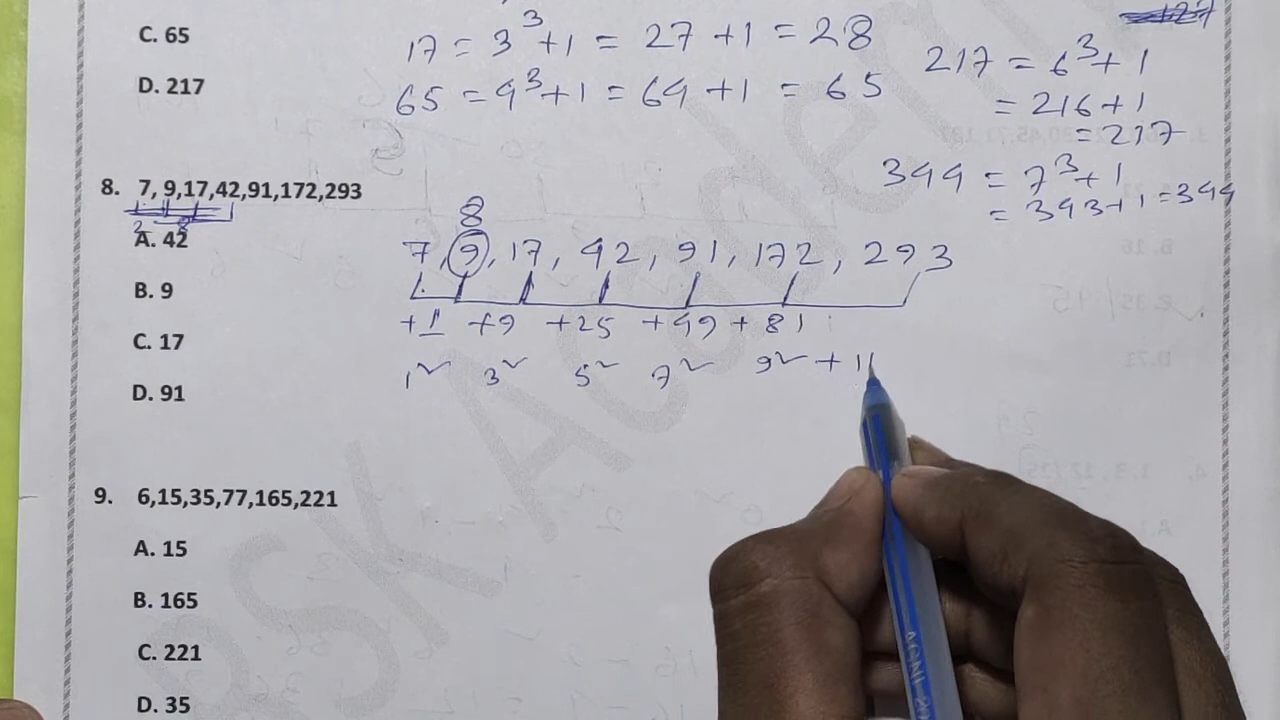 C. 65
D. 217
17 = 3³+1 = 27 +1 = 28
65 = 4³+1 = 64 +1 = 65
217 = 6³+1
= 216+1
= 217
344 = 7³+1
= 343+1 = 344
8. 7, 9,17,42,91,172,293
A. 42
B. 9
C. 17
D. 91
8
7, 9, 17, 42, 91, 172, 293
+1 +9 +25 +49 +81
1² 3² 5² 7² 9² + 11
9. 6,15,35,77,165,221
A. 15
B. 165
C. 221
D. 35
PSK Academy